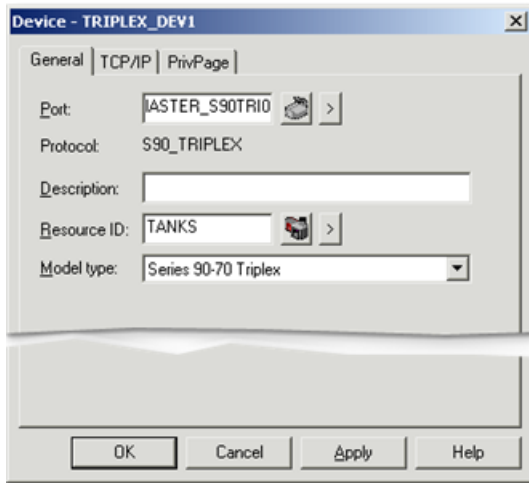 Device - TRIPLEX_DEV1
General TCP/IP PrivPage
Port: IASTER_S90TRI0 >
Protocol: S90_TRIPLEX
Description:
Resource ID: TANKS >
Model type: Series 90-70 Triplex
OK Cancel Apply Help